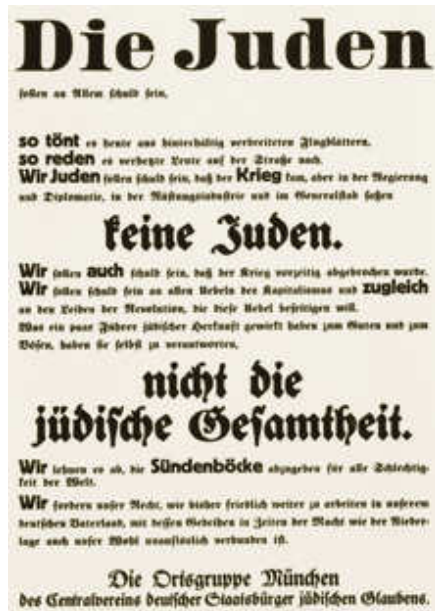 Die Juden
sollen an Allem schuld sein,
so tönt es heute aus hinterhältig verbreiteten Flugblättern,
so reden es verhetzte Leute auf der Straße nach.
Wir Juden sollen schuld sein, daß der Krieg kam, aber in der Regierung
und Diplomatie, in der Rüstungsindustrie und im Generalstab saßen
keine Juden.
Wir sollen auch schuld sein, daß der Krieg vorzeitig abgebrochen wurde.
Wir sollen schuld sein an allen Uebeln des Kapitalismus und zugleich
an den Leiden der Revolution, die diese Uebel beseitigen will.
Was ein paar Führer jüdischer Herkunft gewirkt haben zum Guten und zum
Bösen, haben sie selbst zu verantworten,
nicht die
jüdische Gesamtheit.
Wir lehnen es ab, die Sündenböcke abzugeben für alle Schlechtig-
keit der Welt.
Wir fordern unser Recht, wie bisher friedlich weiter zu arbeiten in unserem
deutschen Vaterland, mit dessen Gedeihen in Zeiten der Macht wie der Nieder-
lage auch unser Wohl unauflöslich verbunden ist.
Die Ortsgruppe München
des Centralvereins deutscher Staatsbürger jüdischen Glaubens.